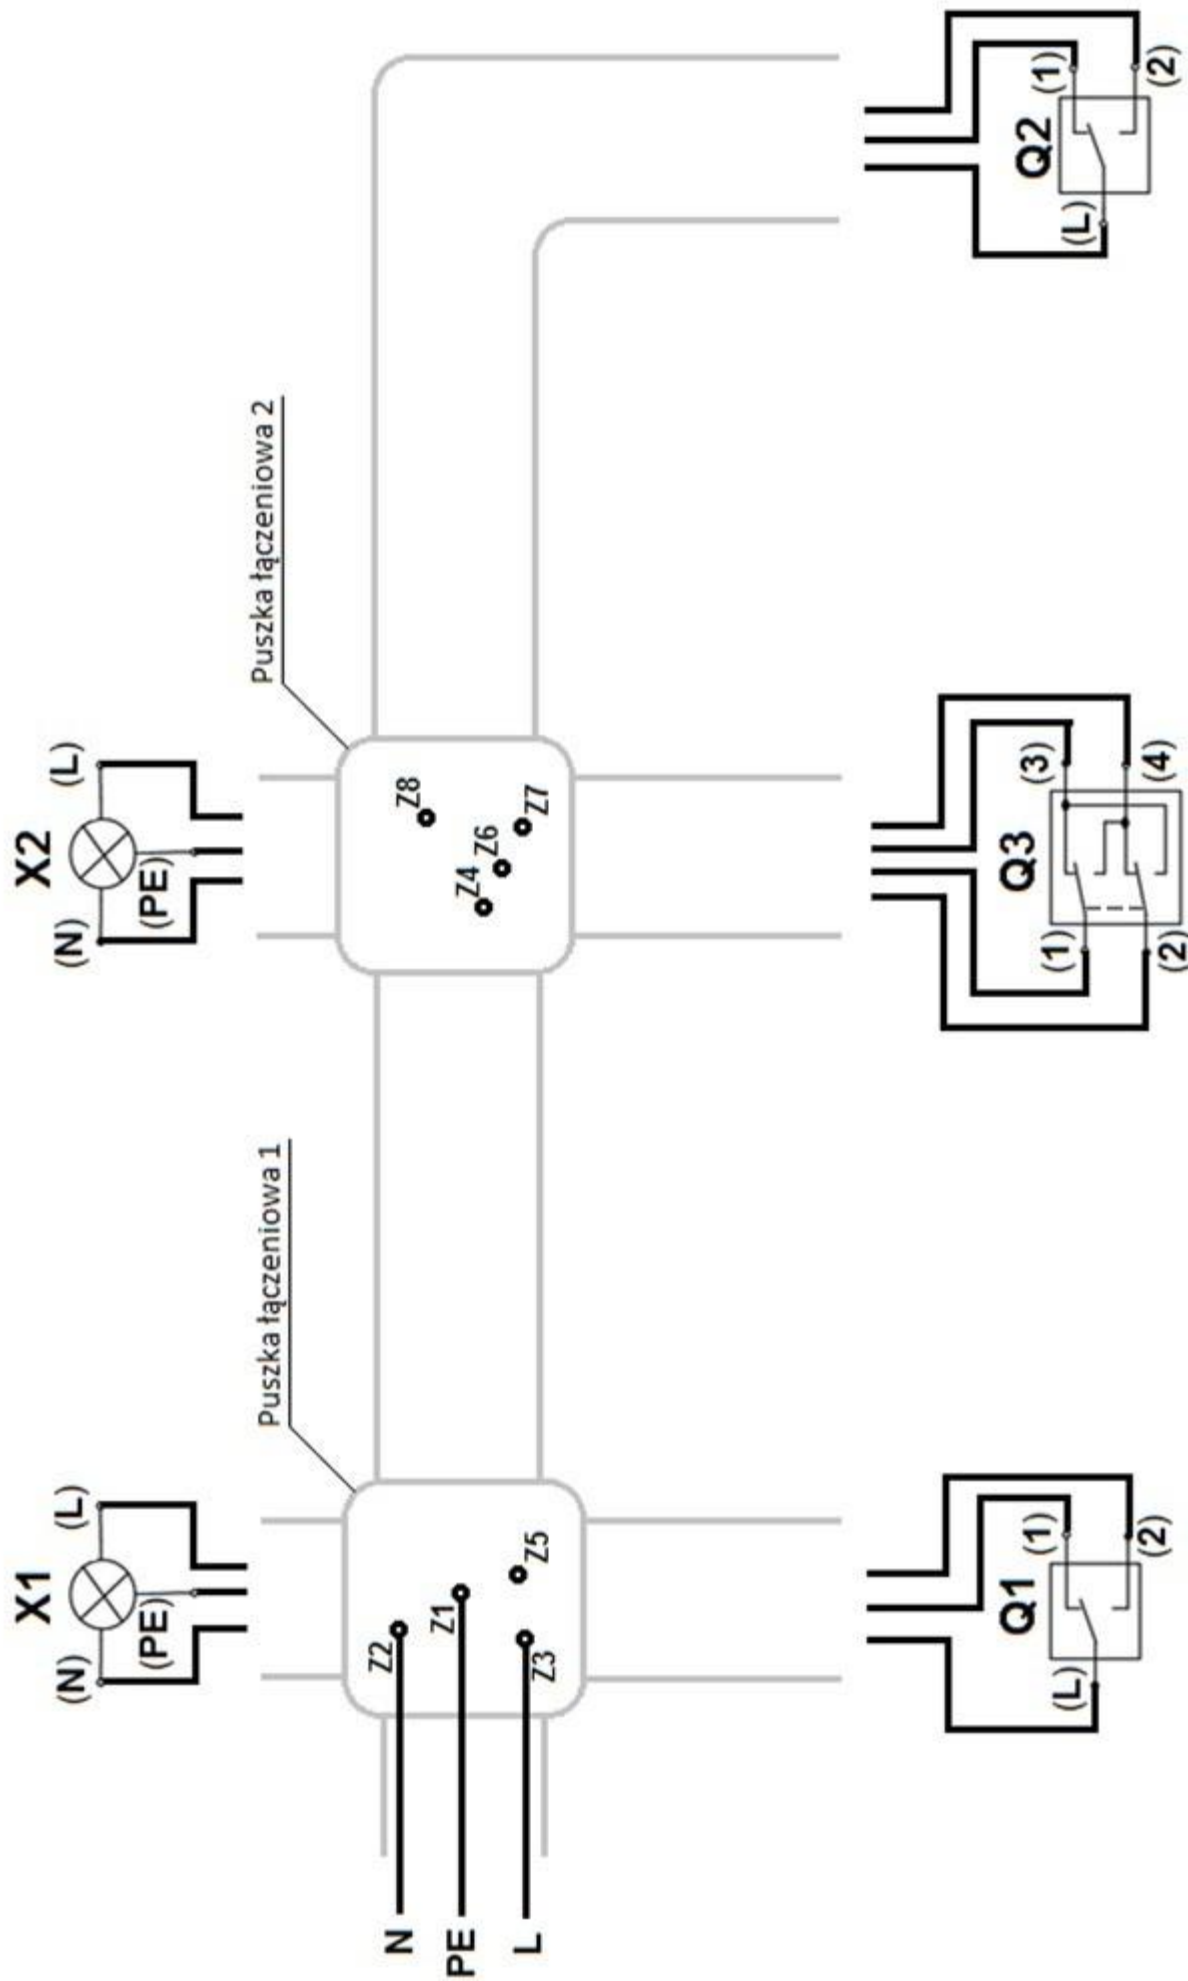 X1
(N)
(PE)
(L)
X2
(N)
(PE)
(L)
Puszka łączeniowa 1
Puszka łączeniowa 2
N
PE
L
Z2
Z1
Z3
Z5
Z4
Z6
Z8
Z7
Q1
(L)
(1)
(2)
Q3
(1)
(2)
(3)
(4)
Q2
(L)
(1)
(2)